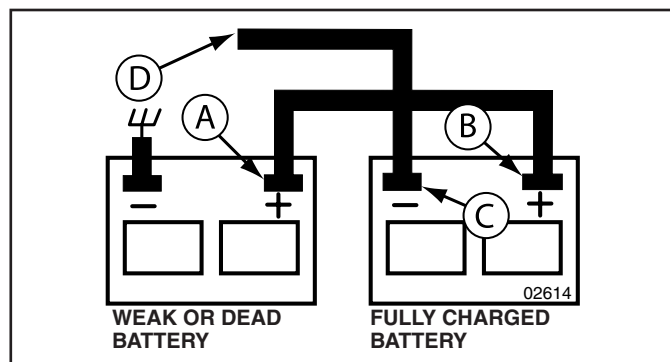 D
A
B
C
− + − +
02614
WEAK OR DEAD
BATTERY
FULLY CHARGED
BATTERY